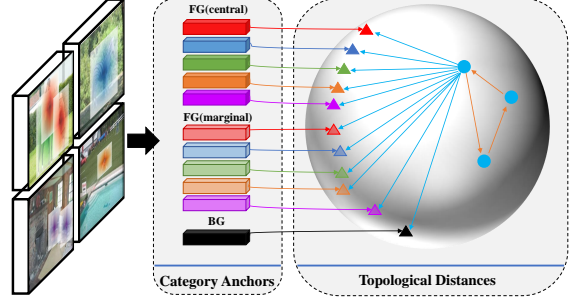 FG(central)
FG(marginal)
BG
Category Anchors
Topological Distances